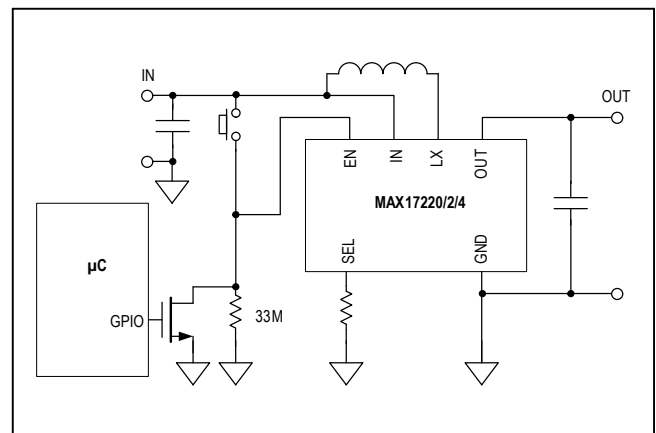 IN
OUT
EN
IN
LX
OUT
MAX17220/2/4
SEL
GND
µC
GPIO
33M